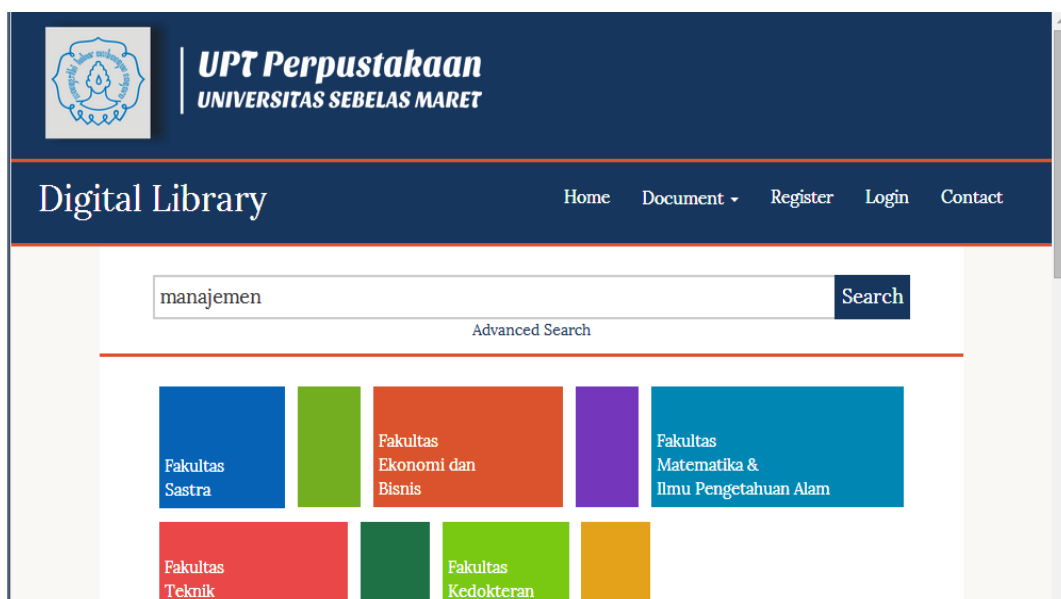 UPT Perpustakaan
UNIVERSITAS SEBELAS MARET
Digital Library
Home Document Register Login Contact
manajemen Search
Advanced Search
Fakultas
Sastra
Fakultas
Ekonomi dan
Bisnis
Fakultas
Matematika &
Ilmu Pengetahuan Alam
Fakultas
Teknik
Fakultas
Kedokteran